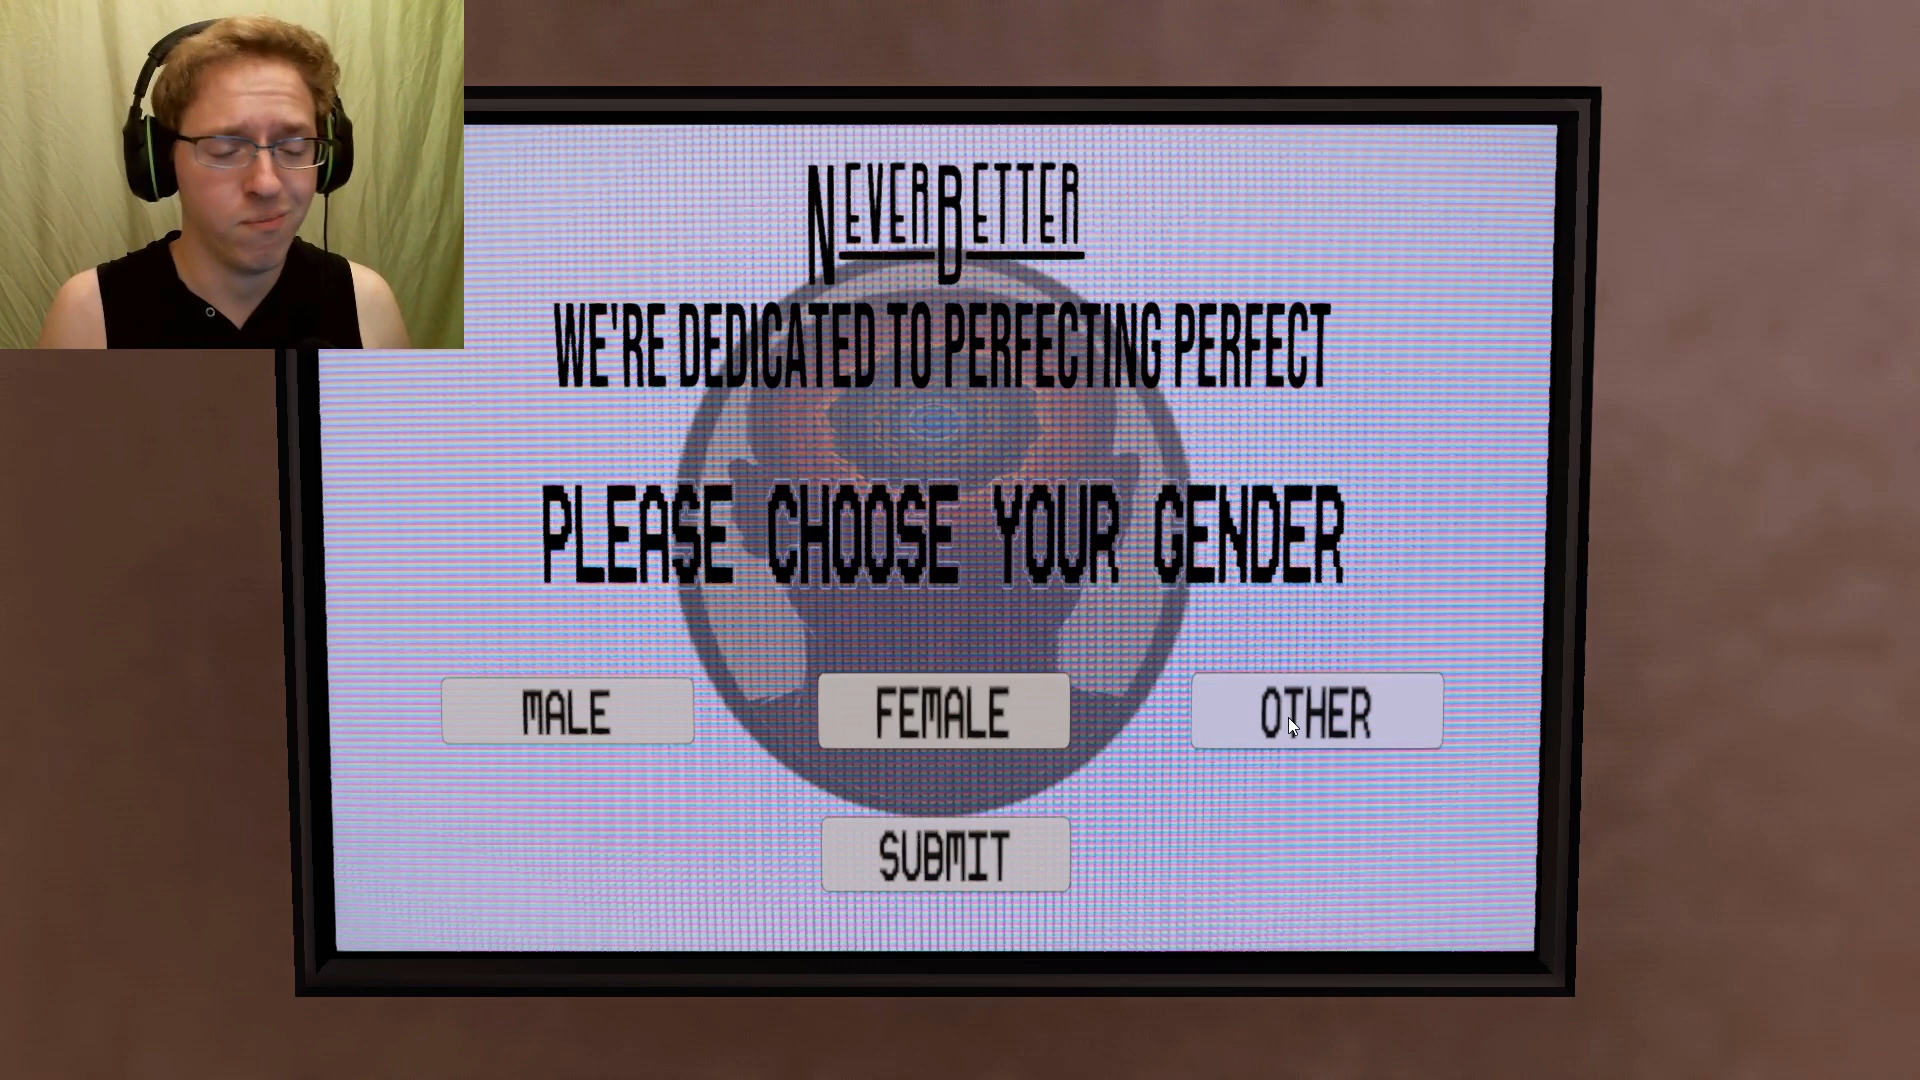 NEVERBETTER
WE'RE DEDICATED TO PERFECTING PERFECT
PLEASE CHOOSE YOUR GENDER
MALE
FEMALE
OTHER
SUBMIT